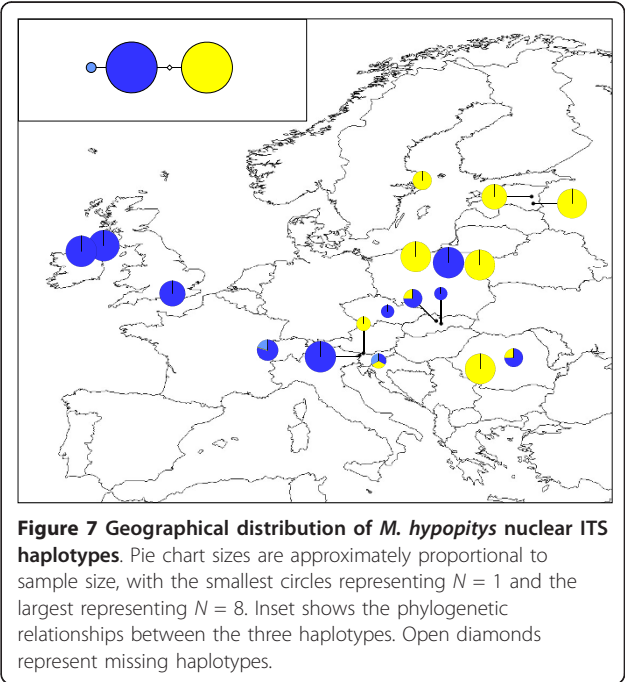 Figure 7 Geographical distribution of M. hypopitys nuclear ITS
haplotypes. Pie chart sizes are approximately proportional to
sample size, with the smallest circles representing N = 1 and the
largest representing N = 8. Inset shows the phylogenetic
relationships between the three haplotypes. Open diamonds
represent missing haplotypes.